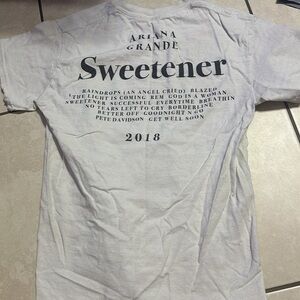 ARIANA
GRANDE
Sweetener
RAINDROPS (AN ANGEL CRIED) BLAZED
THE LIGHT IS COMING REM GOD IS A WOMAN
SWEETENER SUCCESSFUL EVERYTIME BREATHIN
NO TEARS LEFT TO CRY BORDERLINE
BETTER OFF GOODNIGHT N GO
PETE DAVIDSON GET WELL SOON
2018